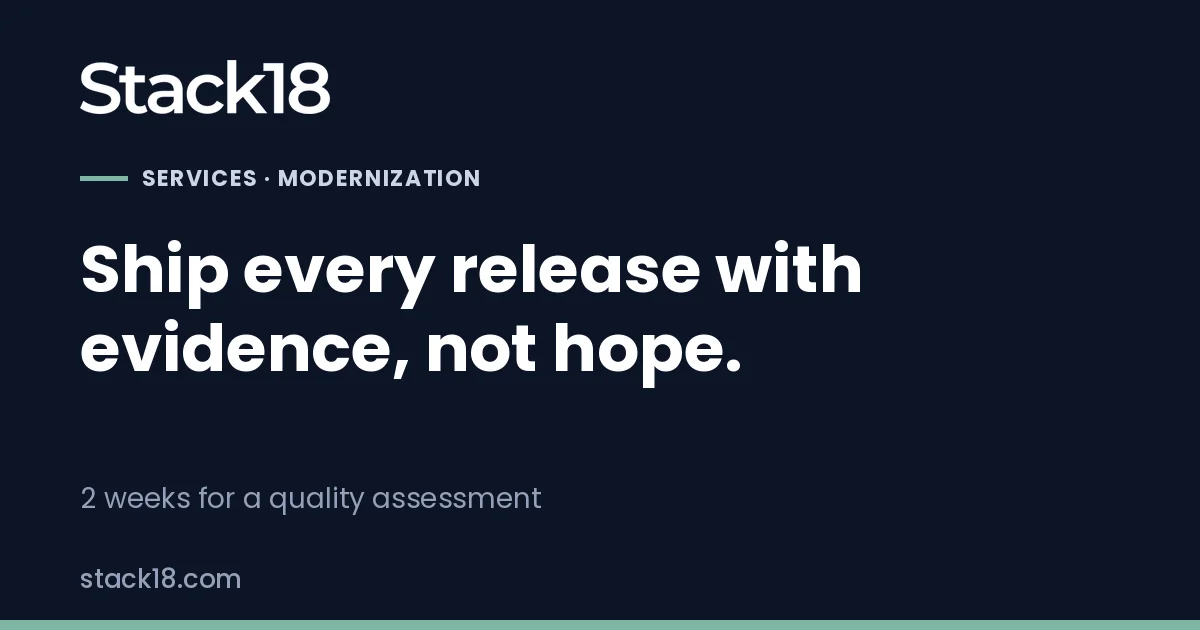 Stack18
SERVICES · MODERNIZATION
Ship every release with
evidence, not hope.
2 weeks for a quality assessment
stack18.com